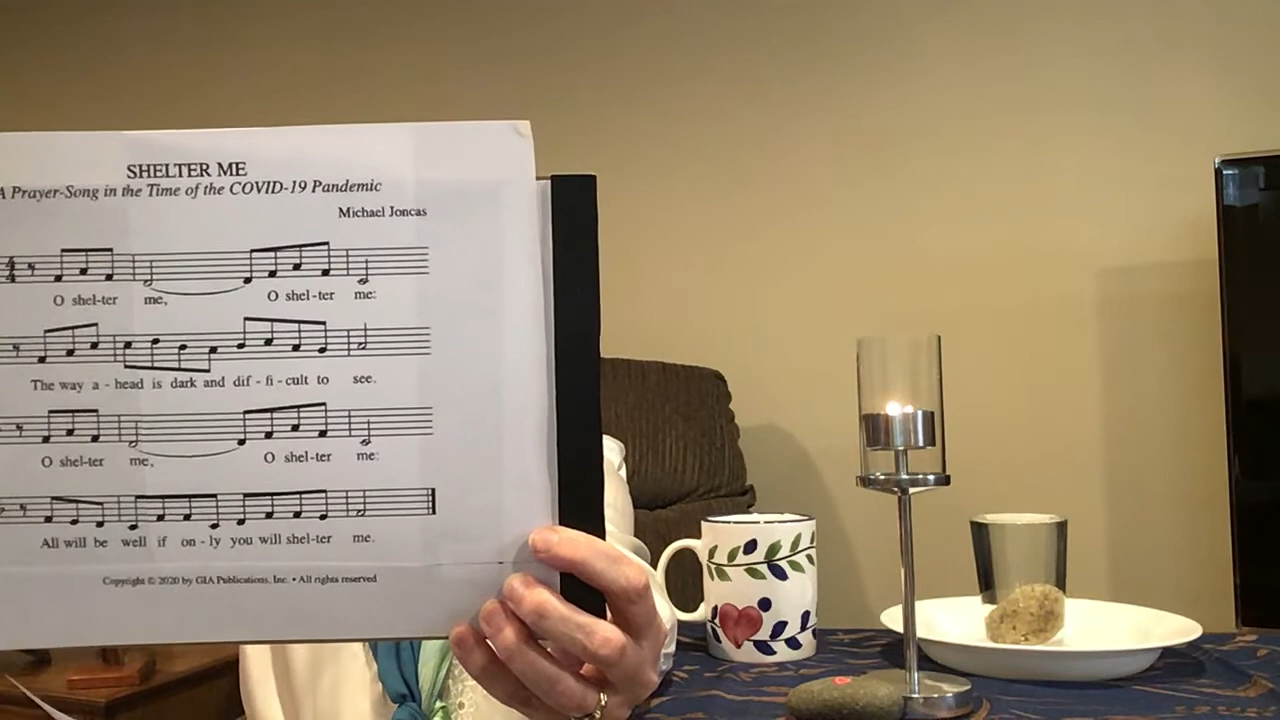 SHELTER ME
A Prayer-Song in the Time of the COVID-19 Pandemic
Michael Joncas
O shel-ter me, O shel-ter me:
The way a - head is dark and dif - fi - cult to see.
O shel-ter me, O shel-ter me:
All will be well if on - ly you will shel-ter me.
Copyright © 2020 by GIA Publications, Inc. • All rights reserved